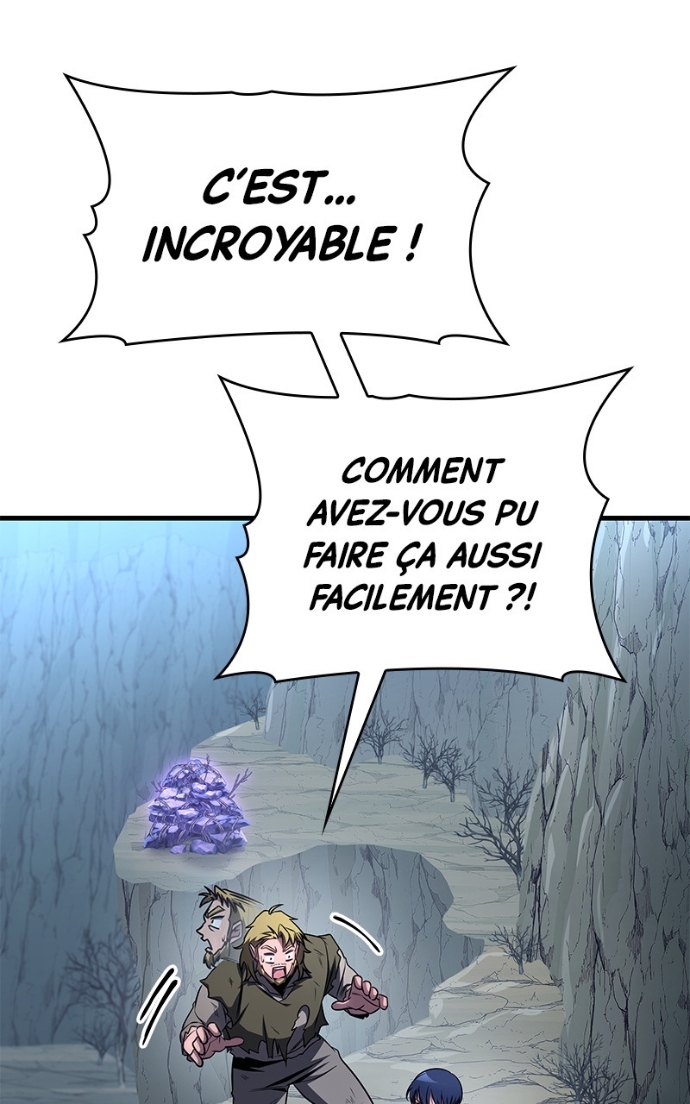 C'EST...
INCROYABLE !
COMMENT
AVEZ-VOUS PU
FAIRE ÇA AUSSI
FACILEMENT ?!